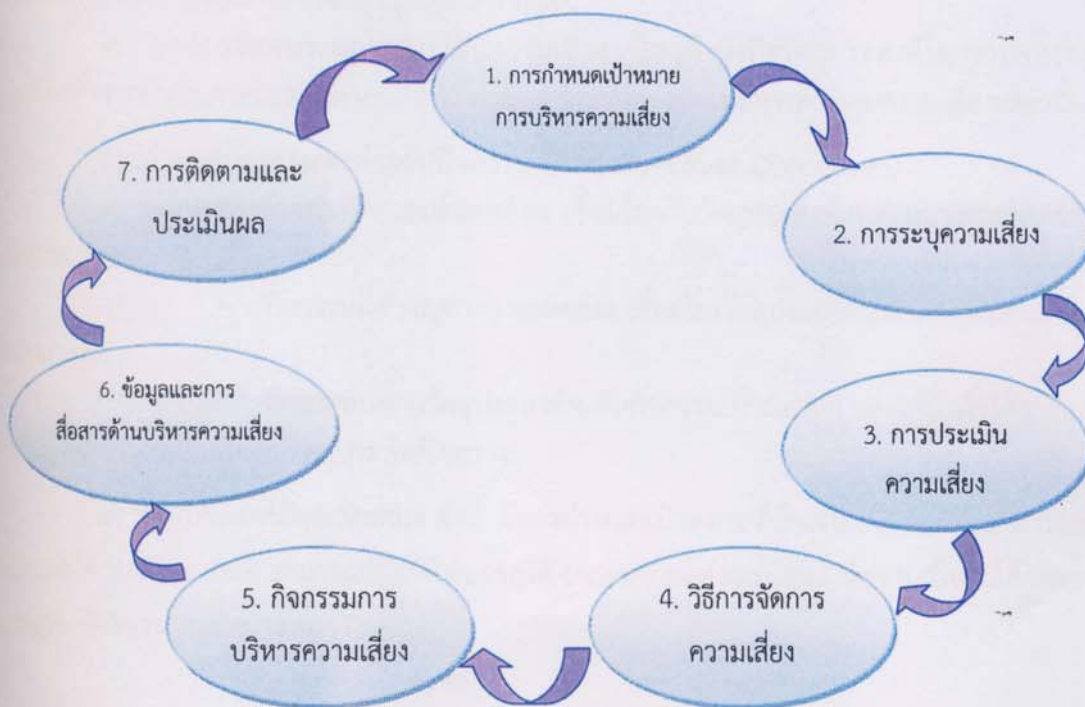 1. การกำหนดเป้าหมาย
การบริหารความเสี่ยง
2. การระบุความเสี่ยง
3. การประเมิน
ความเสี่ยง
4. วิธีการจัดการ
ความเสี่ยง
5. กิจกรรมการ
บริหารความเสี่ยง
6. ข้อมูลและการ
สื่อสารด้านบริหารความเสี่ยง
7. การติดตามและ
ประเมินผล